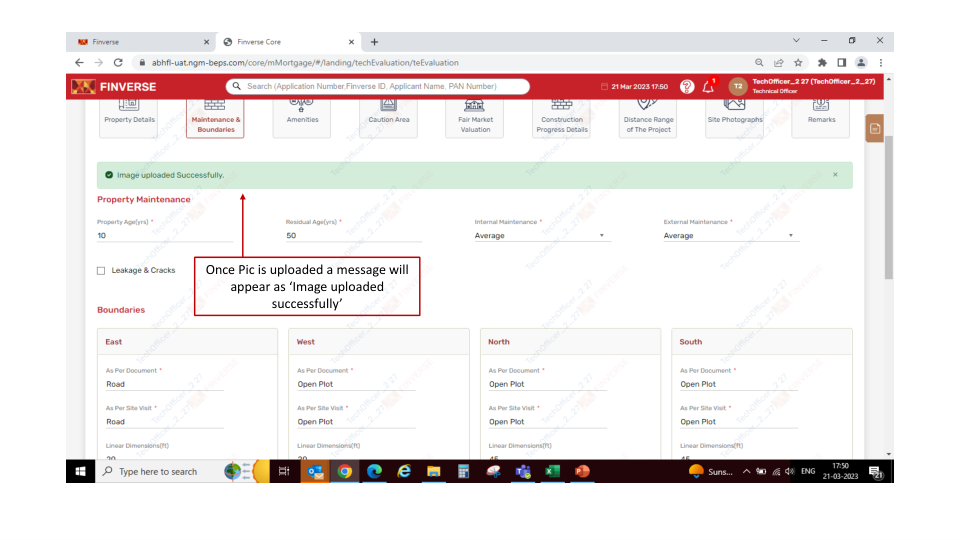 Finverse
Finverse Core
abhfl-uat.ngm-beps.com/core/mMortgage/#/landing/techEvaluation/teEvaluation
FINVERSE
Search (Application Number,Finverse ID, Applicant Name, PAN Number)
21 Mar 2023 17:50
T2
TechOfficer_2 27 (TechOfficer_2_27)
Technical Officer
Property Details
Maintenance &
Boundaries
Amenities
Caution Area
Fair Market
Valuation
Construction
Progress Details
Distance Range
of The Project
Site Photographs
Remarks
Image uploaded Successfully.
Property Maintenance
Property Age(yrs) *
10
Residual Age(yrs) *
50
Internal Maintenance *
Average
External Maintenance *
Average
Leakage & Cracks
Once Pic is uploaded a message will
appear as ‘Image uploaded
successfully’
Boundaries
East
As Per Document *
Road
As Per Site Visit *
Road
Linear Dimensions(ft)
20
West
As Per Document *
Open Plot
As Per Site Visit *
Open Plot
Linear Dimensions(ft)
20
North
As Per Document *
Open Plot
As Per Site Visit *
Open Plot
Linear Dimensions(ft)
45
South
As Per Document *
Open Plot
As Per Site Visit *
Open Plot
Linear Dimensions(ft)
45
Type here to search
Suns...
ENG
17:50
21-03-2023